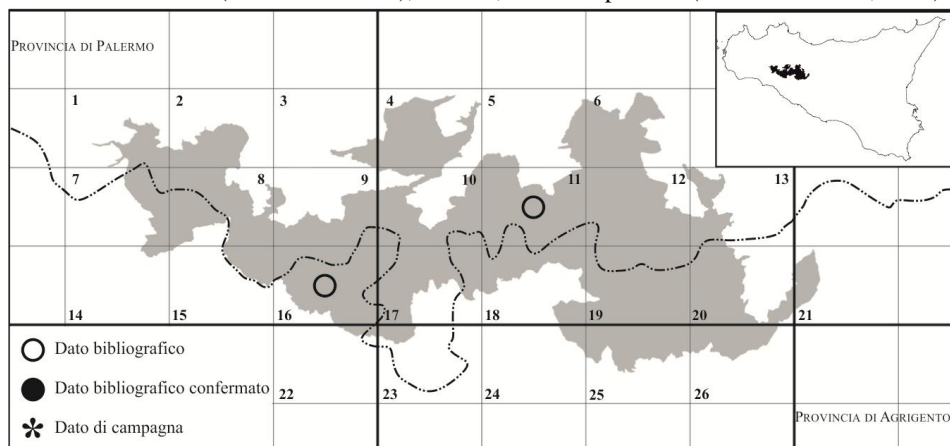 PROVINCIA DI PALERMO
1 2 3 4 5 6
7 8 9 10 11 12 13
14 15 16 17 18 19 20 21
Dato bibliografico
Dato bibliografico confermato
22 23 24 25 26
Dato di campagna
PROVINCIA DI AGRIGENTO